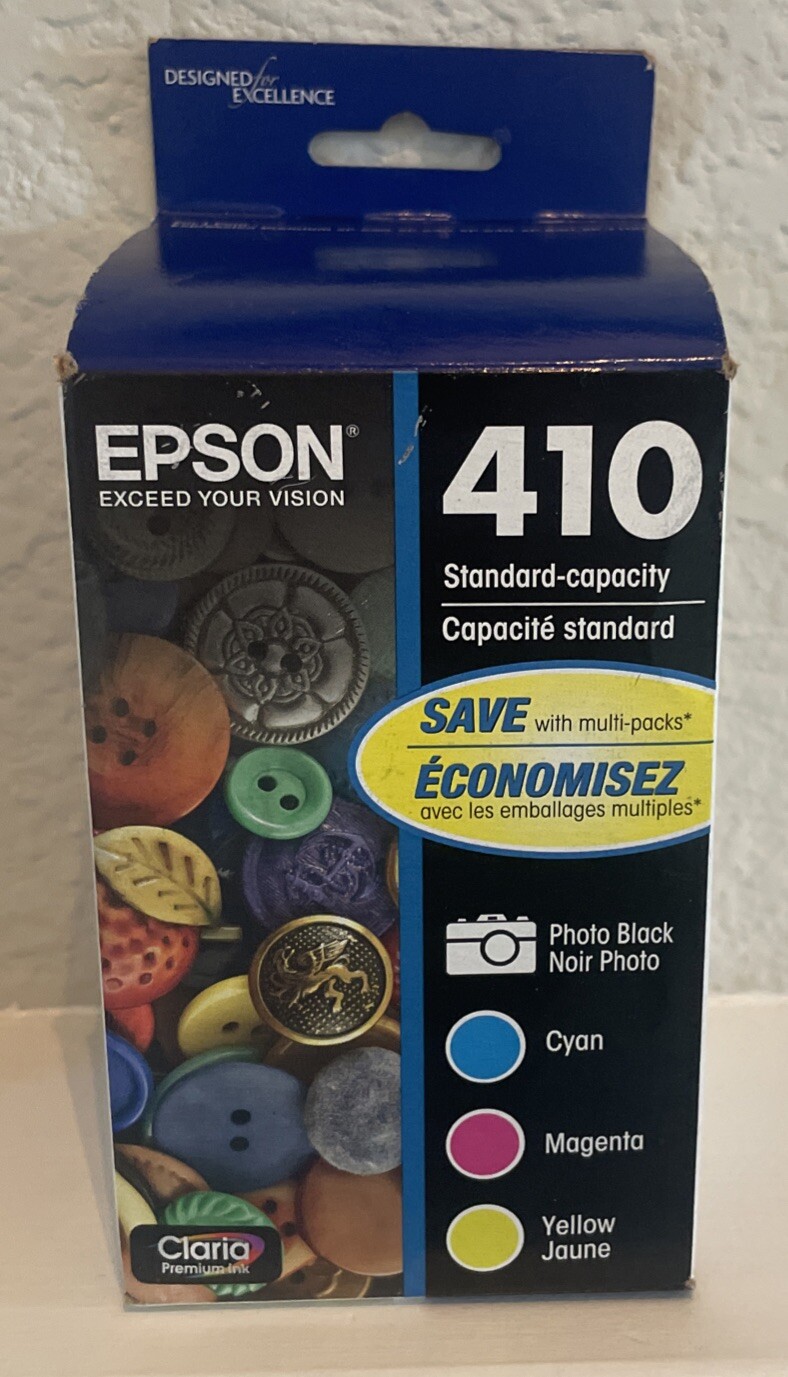 DESIGNED for
EXCELLENCE
EPSON®
EXCEED YOUR VISION
410
Standard-capacity
Capacité standard
SAVE with multi-packs*
ÉCONOMISEZ
avec les emballages multiples*
Photo Black
Noir Photo
Cyan
Magenta
Yellow
Jaune
Claria
Premium Ink